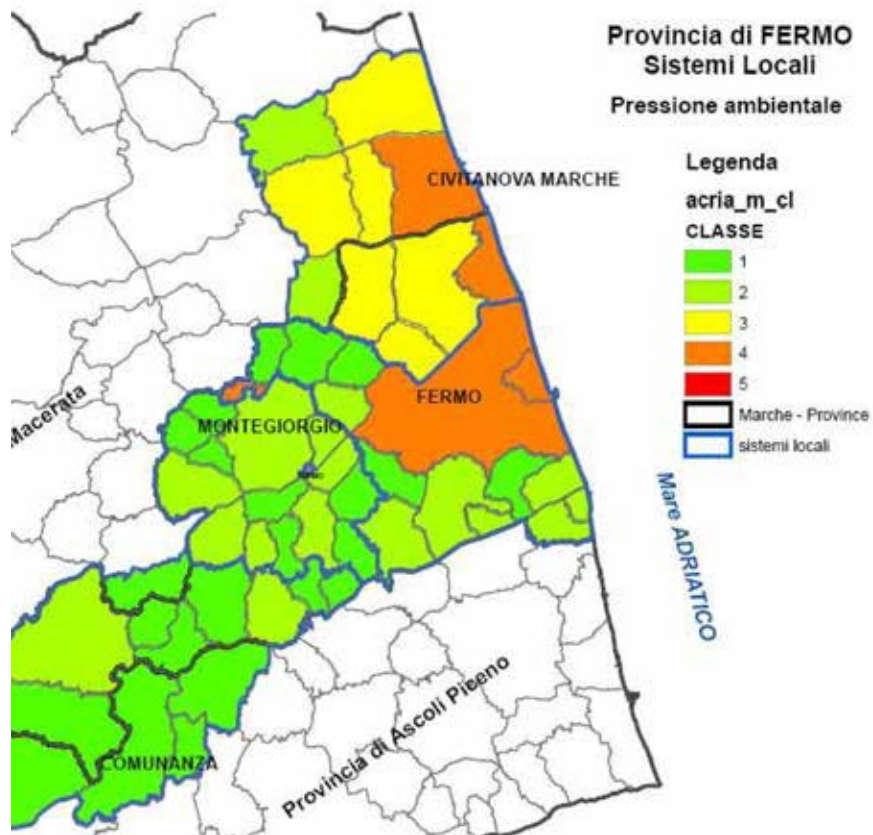 Provincia di FERMO
Sistemi Locali
Pressione ambientale
Legenda
acria_m_cl
CLASSE
1
2
3
4
5
Marche - Province
sistemi locali
CIVITANOVA MARCHE
FERMO
MONTEGIORGIO
Macerata
Mare ADRIATICO
COMUNANZA
Provincia di Ascoli Piceno